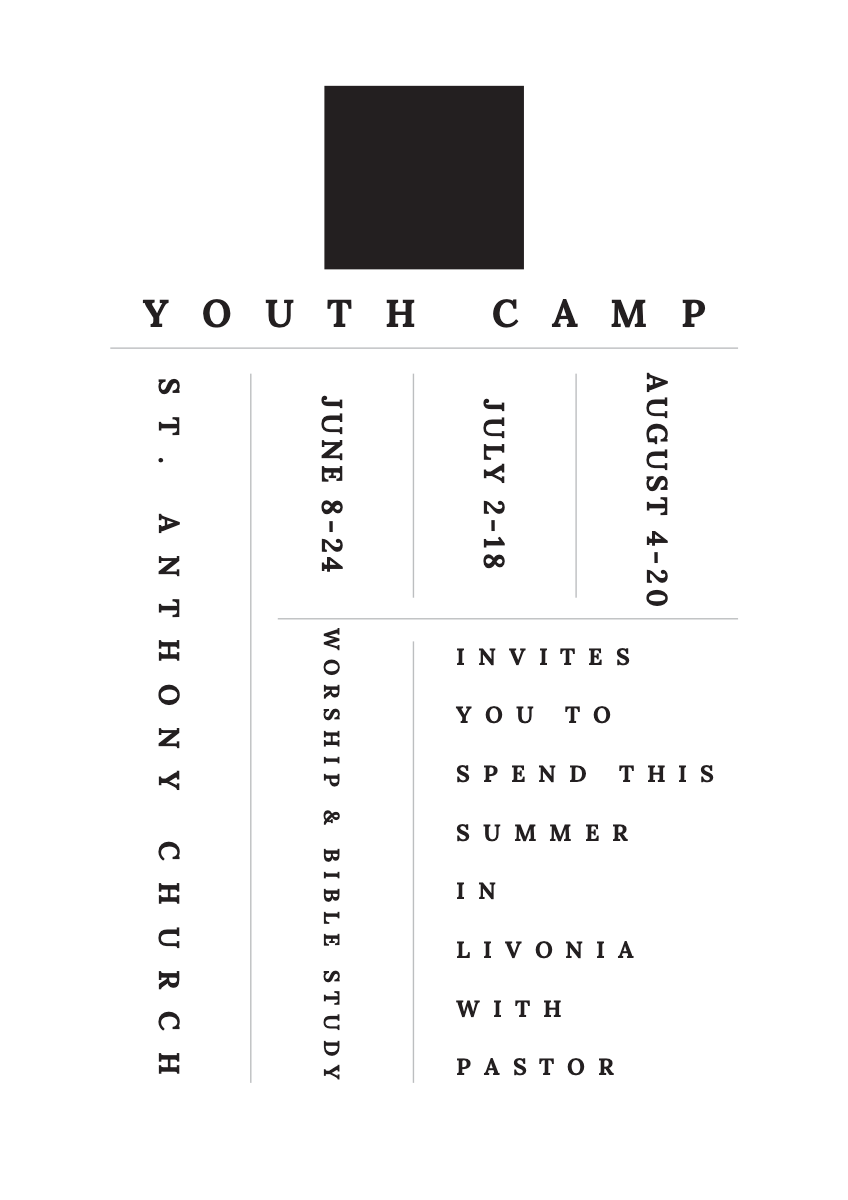 YOUTH CAMP
ST. ANTHONY CHURCH
JUNE 8-24
JULY 2-18
AUGUST 4-20
WORSHIP & BIBLE STUDY
INVITES
YOU TO
SPEND THIS
SUMMER
IN
LIVONIA
WITH
PASTOR